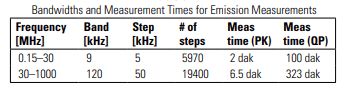 Bandwidths and Measurement Times for Emission Measurements
Frequency Band Step # of Meas Meas
[MHz] [kHz] [kHz] steps time (PK) time (QP)
0.15–30 9 5 5970 2 dak 100 dak
30–1000 120 50 19400 6.5 dak 323 dak